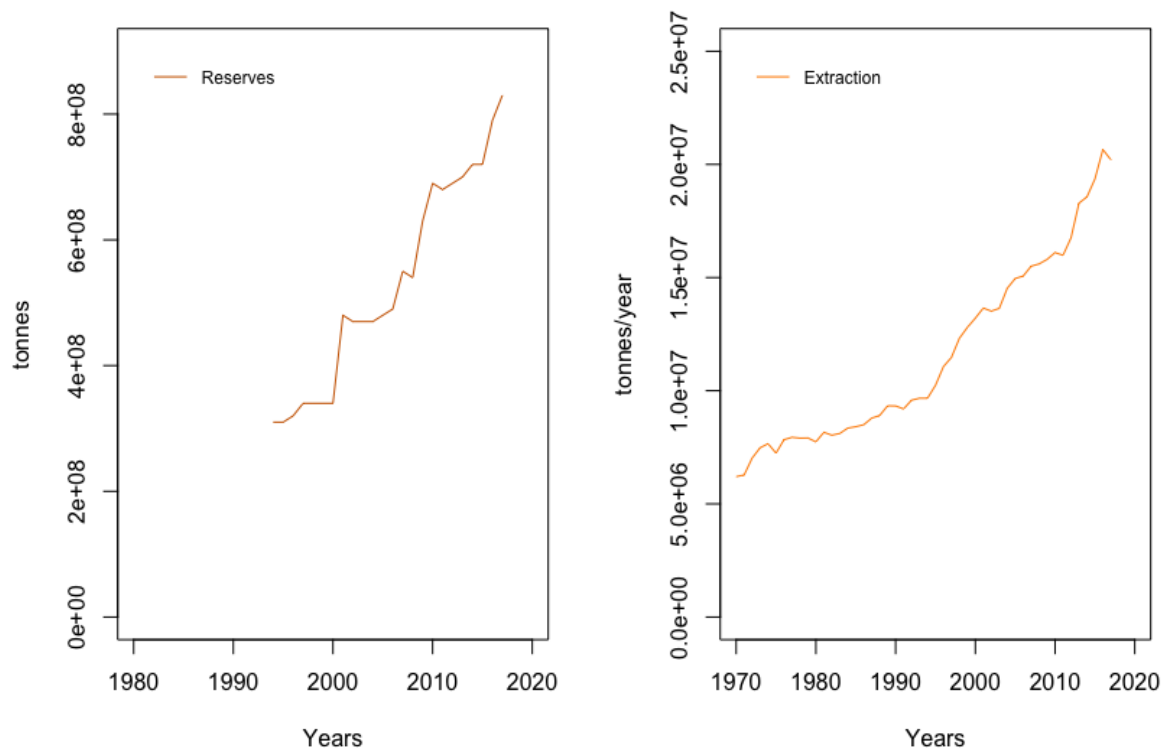 Reserves
tonnes
8e+08
6e+08
4e+08
2e+08
0e+00
1980 1990 2000 2010 2020
Years
Extraction
tonnes/year
2.5e+07
2.0e+07
1.5e+07
1.0e+07
5.0e+06
0.0e+00
1970 1980 1990 2000 2010 2020
Years